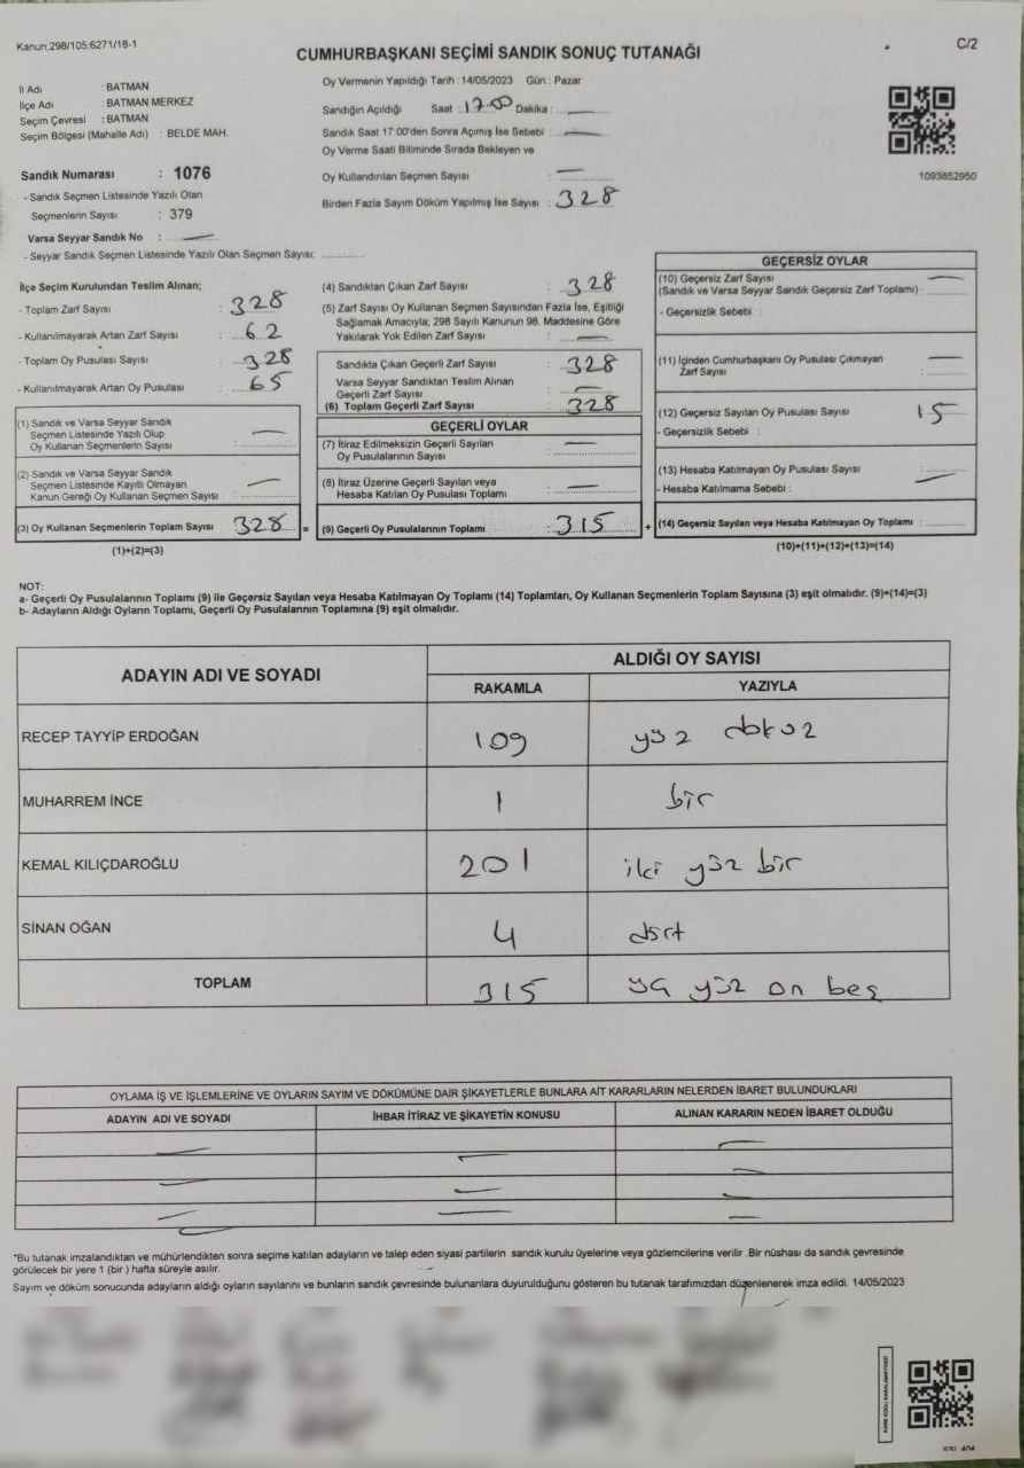 Kanun:298/105:6271/18-1
C/2
CUMHURBAŞKANI SEÇİMİ SANDIK SONUÇ TUTANAĞI
İl Adı : BATMAN
İlçe Adı : BATMAN MERKEZ
Seçim Çevresi : BATMAN
Seçim Bölgesi (Mahalle Adı) : BELDE MAH.
Sandık Numarası : 1076
- Sandık Seçmen Listesinde Yazılı Olan
Seçmenlerin Sayısı : 379
Varsa Seyyar Sandık No : —
- Seyyar Sandık Seçmen Listesinde Yazılı Olan Seçmen Sayısı:
Oy Vermenin Yapıldığı Tarih : 14/05/2023 Gün : Pazar
Sandığın Açıldığı Saat : 17.00 Dakika : —
Sandık Saat 17:00'den Sonra Açımış İse Sebebi : —
Oy Verme Saati Bitiminde Sırada Bekleyen ve
Oy Kullandırılan Seçmen Sayısı : —
Birden Fazla Sayım Döküm Yapılmış İse Sayısı : 328
1093852950
İlçe Seçim Kurulundan Teslim Alınan;
- Toplam Zarf Sayısı : 328
- Kullanılmayarak Artan Zarf Sayısı : 62
- Toplam Oy Pusulası Sayısı : 328
- Kullanılmayarak Artan Oy Pusulası : 65
(1) Sandık ve Varsa Seyyar Sandık
Seçmen Listesinde Yazılı Olup
Oy Kullanan Seçmenlerin Sayısı : —
(2) Sandık ve Varsa Seyyar Sandık
Seçmen Listesinde Kayıtlı Olmayan
Kanun Gereği Oy Kullanan Seçmen Sayısı : —
(3) Oy Kullanan Seçmenlerin Toplam Sayısı 328 =
(1)+(2)=(3)
(4) Sandıktan Çıkan Zarf Sayısı : 328
(5) Zarf Sayısı Oy Kullanan Seçmen Sayısından Fazla İse, Eşitliği
Sağlamak Amacıyla; 298 Sayılı Kanunun 98. Maddesine Göre
Yakılarak Yok Edilen Zarf Sayısı : —
Sandıkta Çıkan Geçerli Zarf Sayısı : 328
Varsa Seyyar Sandıktan Teslim Alınan
Geçerli Zarf Sayısı : —
(6) Toplam Geçerli Zarf Sayısı : 328
GEÇERLİ OYLAR
(7) İtiraz Edilmeksizin Geçerli Sayılan
Oy Pusulalarının Sayısı : —
(8) İtiraz Üzerine Geçerli Sayılan veya
Hesaba Katılan Oy Pusulası Toplamı : —
(9) Geçerli Oy Pusulalarının Toplamı : 315 +
GEÇERSİZ OYLAR
(10) Geçersiz Zarf Sayısı —
(Sandık ve Varsa Seyyar Sandık Geçersiz Zarf Toplamı)
- Geçersizlik Sebebi :
(11) İçinden Cumhurbaşkanı Oy Pusulası Çıkmayan
Zarf Sayısı : —
(12) Geçersiz Sayılan Oy Pusulası Sayısı : 15
- Geçersizlik Sebebi :
(13) Hesaba Katılmayan Oy Pusulası Sayısı : —
- Hesaba Katılmama Sebebi :
(14) Geçersiz Sayılan veya Hesaba Katılmayan Oy Toplamı :
(10)+(11)+(12)+(13)=(14)
NOT:
a- Geçerli Oy Pusulalarının Toplamı (9) ile Geçersiz Sayılan veya Hesaba Katılmayan Oy Toplamı (14) Toplamları, Oy Kullanan Seçmenlerin Toplam Sayısına (3) eşit olmalıdır. (9)+(14)=(3)
b- Adayların Aldığı Oyların Toplamı, Geçerli Oy Pusulalarının Toplamına (9) eşit olmalıdır.
ADAYIN ADI VE SOYADI
ALDIĞI OY SAYISI
RAKAMLA YAZIYLA
RECEP TAYYİP ERDOĞAN 109 yüz dokuz
MUHARREM İNCE 1 bir
KEMAL KILIÇDAROĞLU 201 iki yüz bir
SİNAN OĞAN 4 dört
TOPLAM 315 yüz on beş
OYLAMA İŞ VE İŞLEMLERİNE VE OYLARIN SAYIM VE DÖKÜMÜNE DAİR ŞİKAYETLERLE BUNLARA AİT KARARLARIN NELERDEN İBARET BULUNDUKLARI
ADAYIN ADI VE SOYADI İHBAR İTİRAZ VE ŞİKAYETİN KONUSU ALINAN KARARIN NEDEN İBARET OLDUĞU
*Bu tutanak imzalandıktan ve mühürlendikten sonra seçime katılan adayların ve talep eden siyasi partilerin sandık kurulu üyelerine veya gözlemcilerine verilir. Bir nüshası da sandık çevresinde
görülecek bir yere 1 (bir) hafta süreyle asılır.
Sayım ve döküm sonucunda adayların aldığı oyların sayılarını ve bunların sandık çevresinde bulunanlara duyurulduğunu gösteren bu tutanak tarafımızdan düzenlenerek imza edildi. 14/05/2023